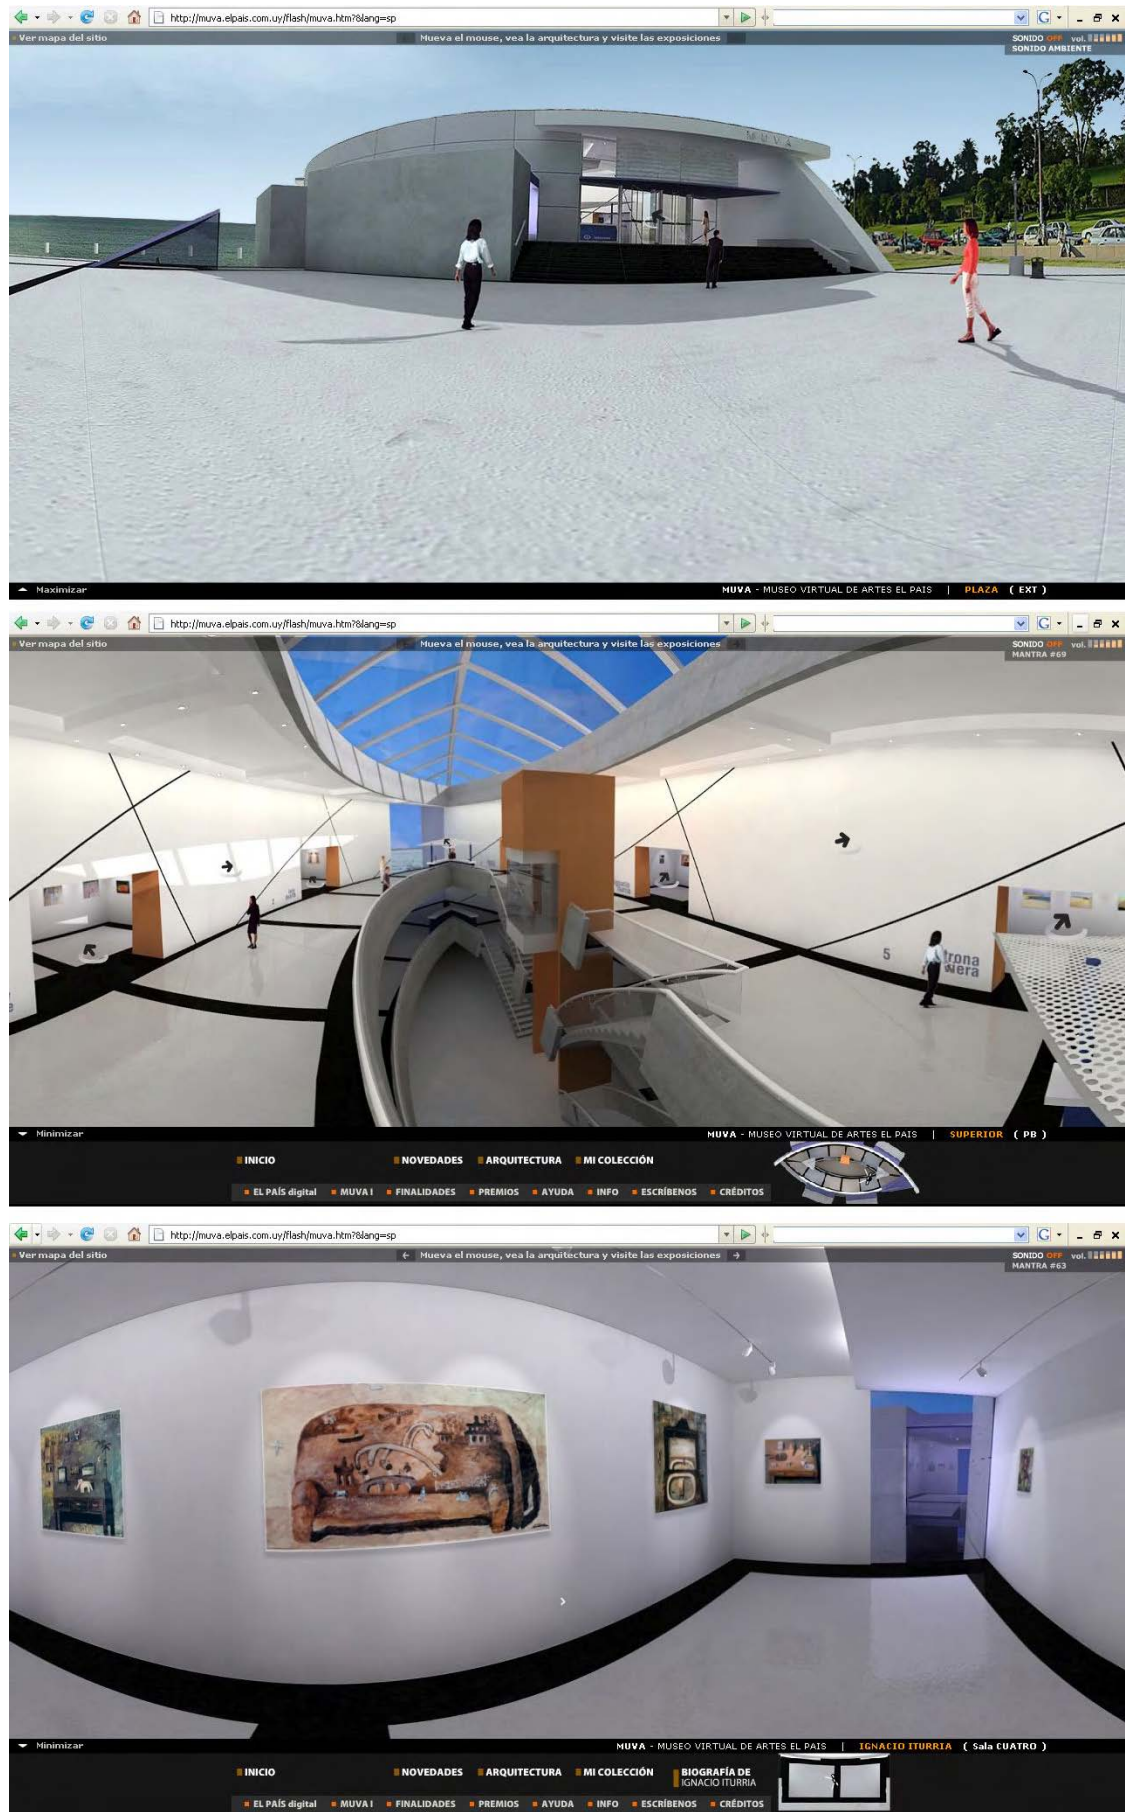 http://muva.elpais.com.uy/flash/muva.htm?&lang=sp
Ver mapa del sitio
Mueva el mouse, vea la arquitectura y visite las exposiciones
SONIDO OFF vol.
SONIDO AMBIENTE
MUVA
Maximizar
MUVA - MUSEO VIRTUAL DE ARTES EL PAIS | PLAZA ( EXT )
http://muva.elpais.com.uy/flash/muva.htm?&lang=sp
Ver mapa del sitio
Mueva el mouse, vea la arquitectura y visite las exposiciones
SONIDO OFF vol.
MANTRA #69
5
trona
vera
Minimizar
MUVA - MUSEO VIRTUAL DE ARTES EL PAIS | SUPERIOR ( PB )
INICIO NOVEDADES ARQUITECTURA MI COLECCIÓN
EL PAÍS digital MUVA I FINALIDADES PREMIOS AYUDA INFO ESCRÍBENOS CRÉDITOS
http://muva.elpais.com.uy/flash/muva.htm?&lang=sp
Ver mapa del sitio
Mueva el mouse, vea la arquitectura y visite las exposiciones
SONIDO OFF vol.
MANTRA #63
Minimizar
MUVA - MUSEO VIRTUAL DE ARTES EL PAIS | IGNACIO ITURRIA ( Sala CUATRO )
INICIO NOVEDADES ARQUITECTURA MI COLECCIÓN BIOGRAFÍA DE
IGNACIO ITURRIA
EL PAÍS digital MUVA I FINALIDADES PREMIOS AYUDA INFO ESCRÍBENOS CRÉDITOS